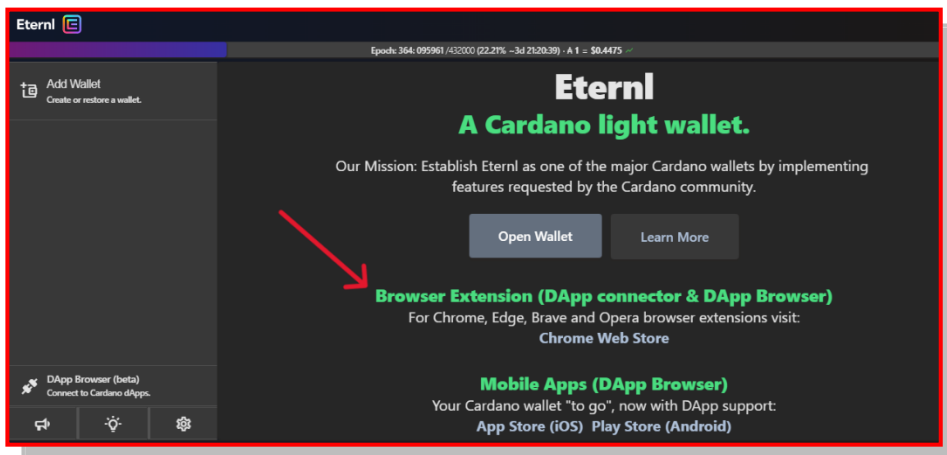 Eternl
Epoch: 364: 095961 /432000 (22.21% ~3d 21:20:39) · ₳ 1 = $0.4475
Add Wallet
Create or restore a wallet.
Eternl
A Cardano light wallet.
Our Mission: Establish Eternl as one of the major Cardano wallets by implementing
features requested by the Cardano community.
Open Wallet
Learn More
Browser Extension (DApp connector & DApp Browser)
For Chrome, Edge, Brave and Opera browser extensions visit:
Chrome Web Store
DApp Browser (beta)
Connect to Cardano dApps.
Mobile Apps (DApp Browser)
Your Cardano wallet "to go", now with DApp support:
App Store (iOS) Play Store (Android)